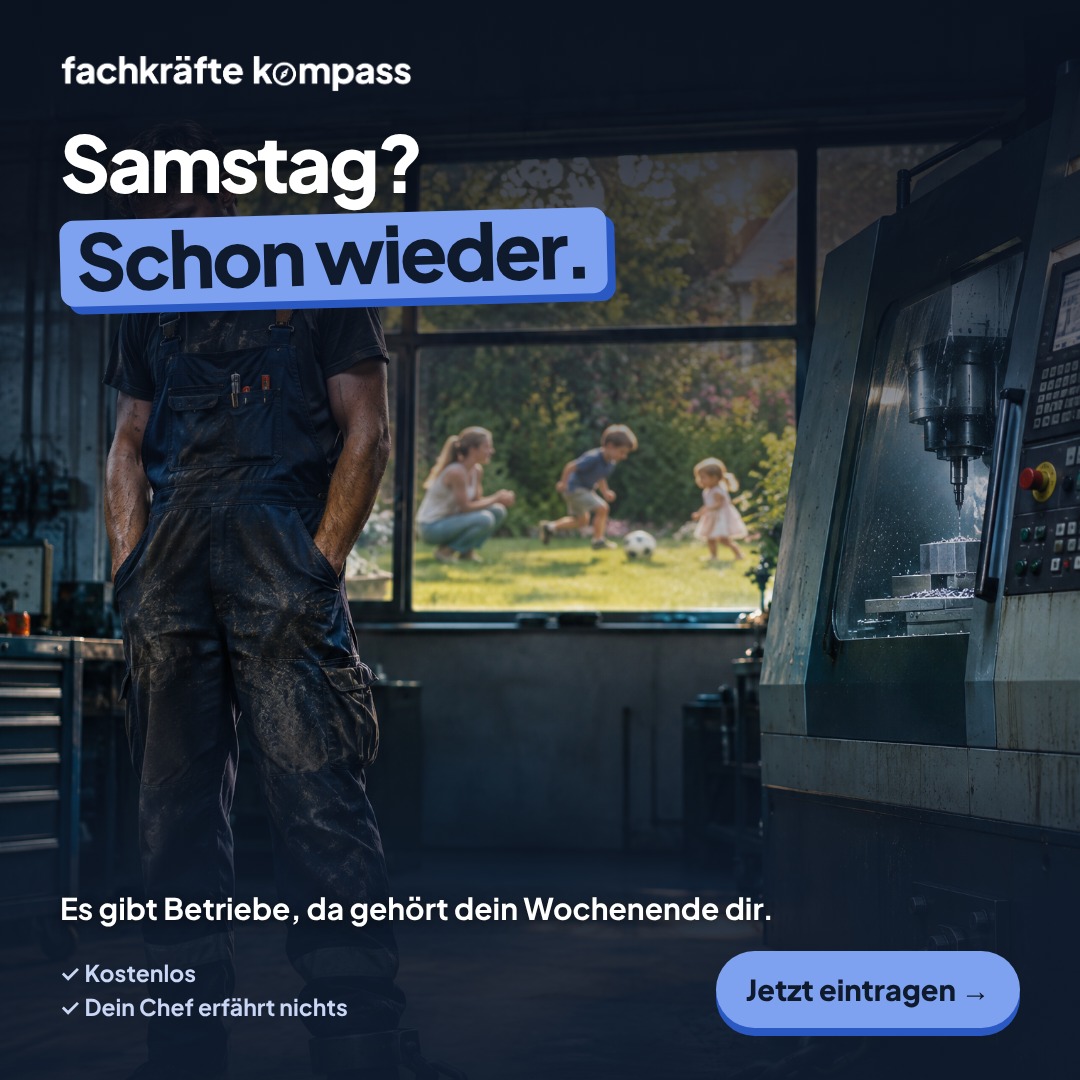 fachkräfte kompass
Samstag?
Schon wieder.
Es gibt Betriebe, da gehört dein Wochenende dir.
✓ Kostenlos
✓ Dein Chef erfährt nichts
Jetzt eintragen →